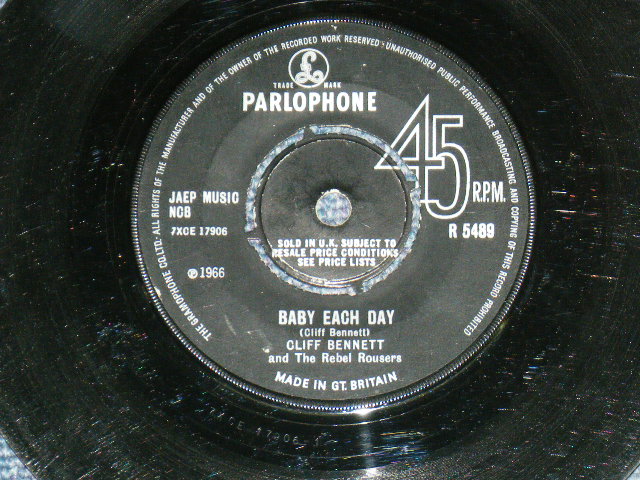 THE GRAMOPHONE CO.LTD. ALL RIGHTS OF THE MANUFACTURER AND OF THE OWNER OF THE RECORDED WORK RESERVED · UNAUTHORISED PUBLIC PERFORMANCE BROADCASTING AND COPYING OF THIS RECORD PROHIBITED
£
TRADE MARK
PARLOPHONE
45
R.P.M.
JAEP MUSIC
NCB
7XCE 17906
R 5489
SOLD IN U.K. SUBJECT TO
RESALE PRICE CONDITIONS
SEE PRICE LISTS
℗ 1966
BABY EACH DAY
(Cliff Bennett)
CLIFF BENNETT
and The Rebel Rousers
MADE IN GT. BRITAIN
7XCE 17906